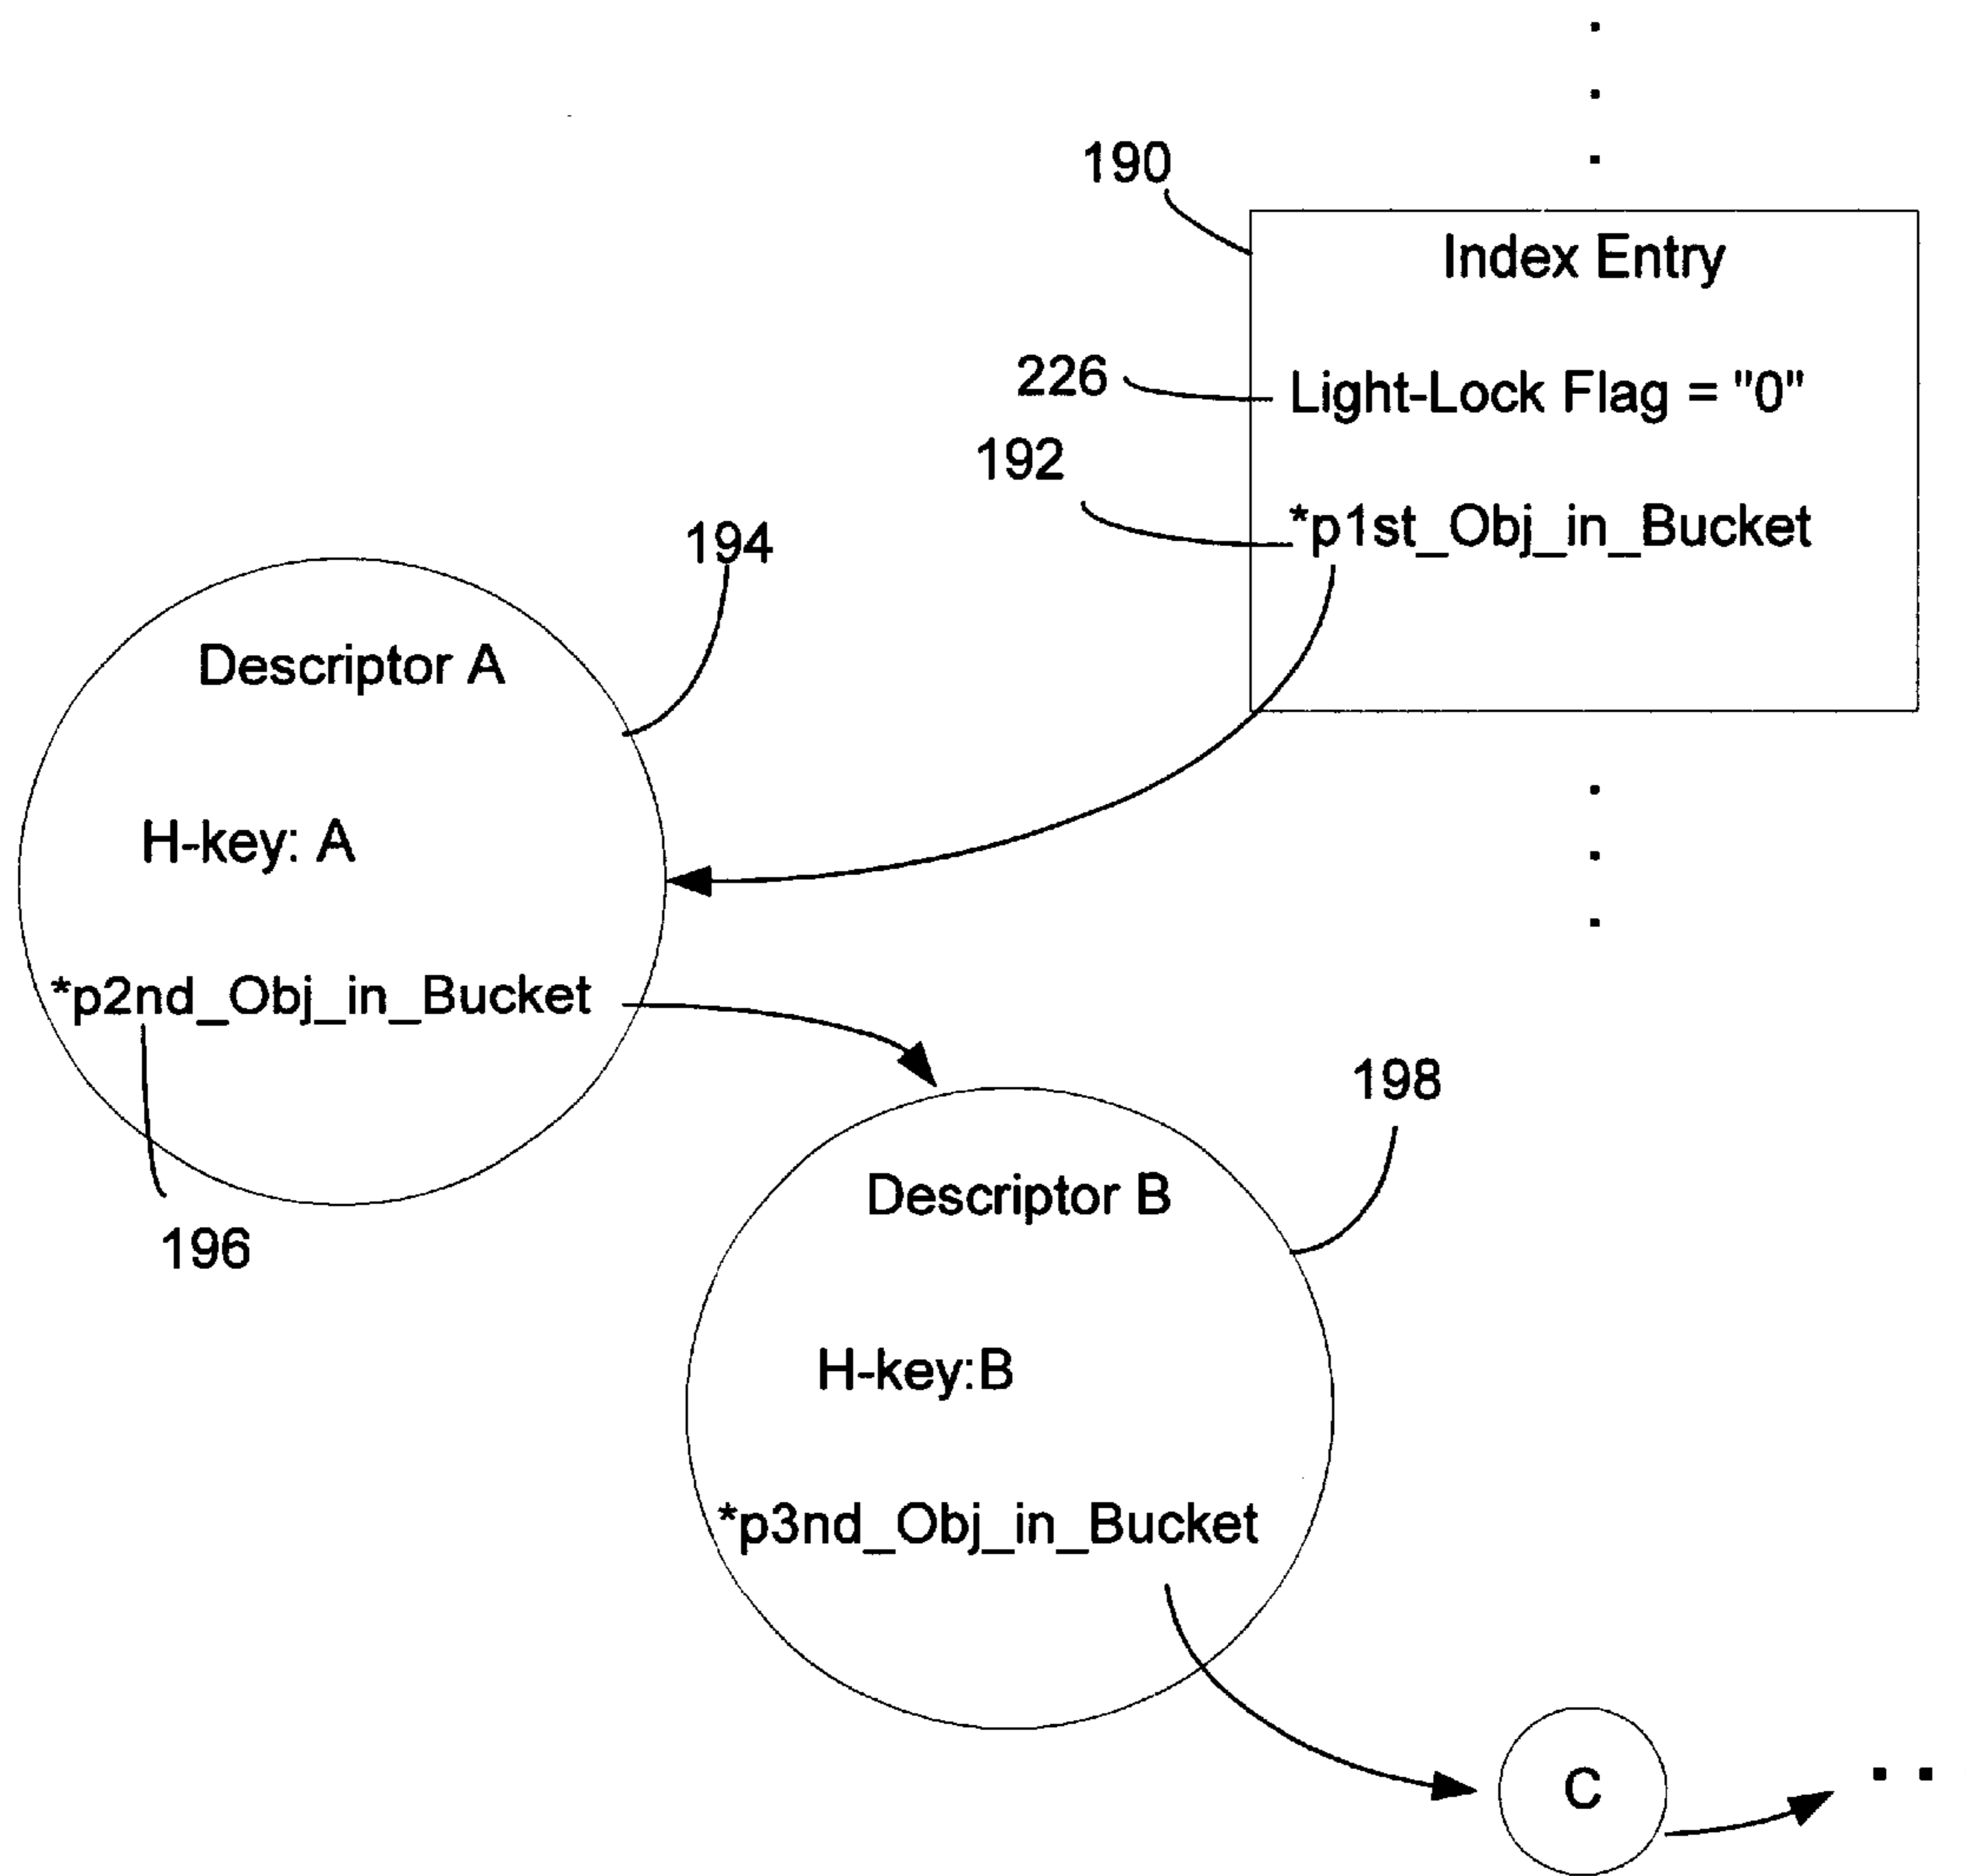 190
Index Entry
226
Light-Lock Flag = "0"
192
*p1st_Obj_in_Bucket
194
Descriptor A
H-key: A
*p2nd_Obj_in_Bucket
196
198
Descriptor B
H-key:B
*p3nd_Obj_in_Bucket
C